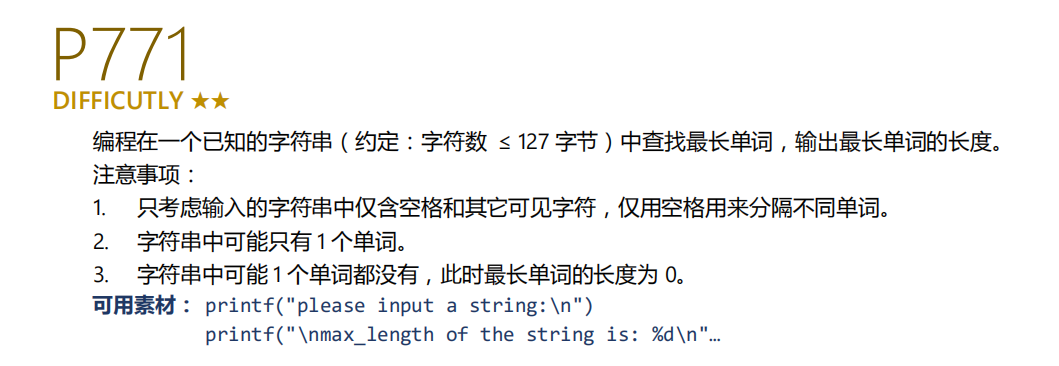 P771
DIFFICUTLY ★★
编程在一个已知的字符串（约定：字符数 ≤ 127 字节）中查找最长单词，输出最长单词的长度。
注意事项：
1. 只考虑输入的字符串中仅含空格和其它可见字符，仅用空格用来分隔不同单词。
2. 字符串中可能只有 1 个单词。
3. 字符串中可能 1 个单词都没有，此时最长单词的长度为 0。
可用素材： printf("please input a string:\n")
printf("\nmax_length of the string is: %d\n"…